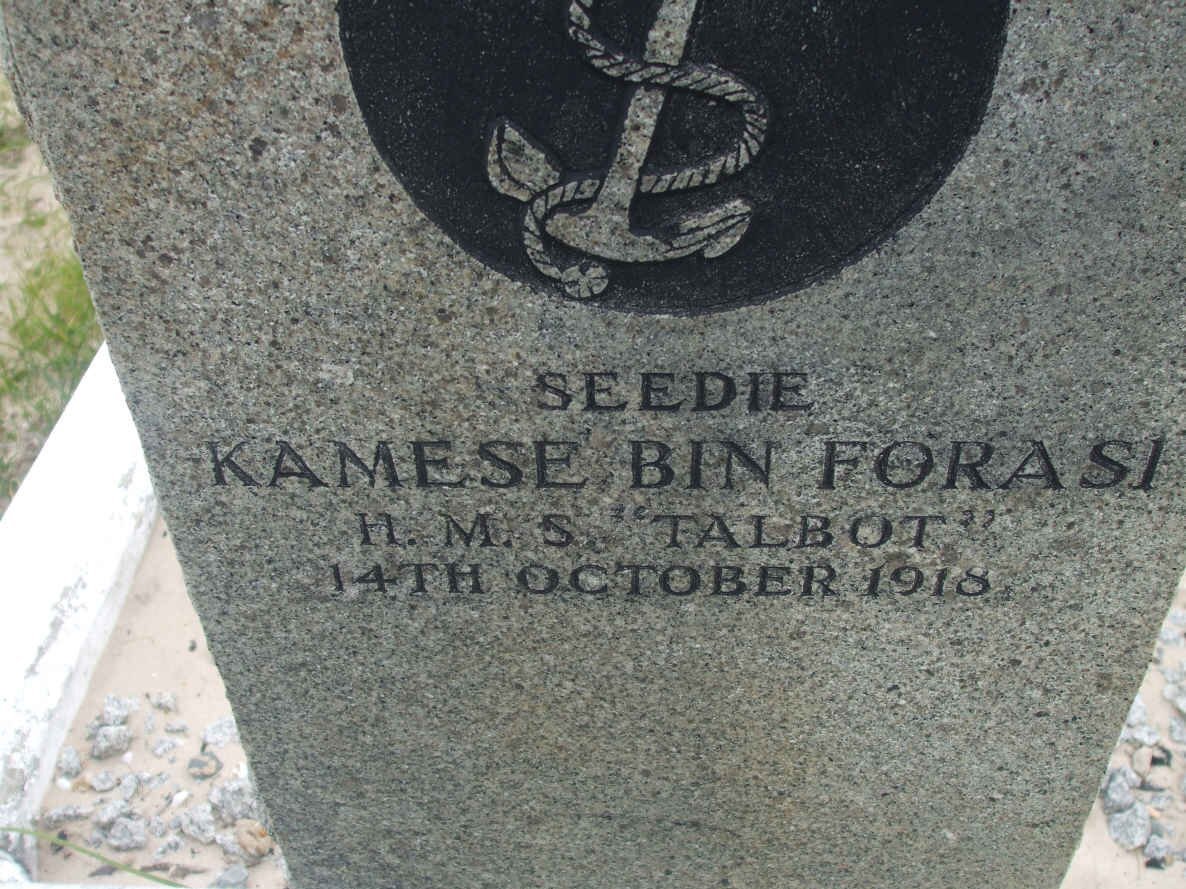 SEEDIE
KAMESE BIN FORASI
H. M. S. "TALBOT"
14TH OCTOBER 1918.